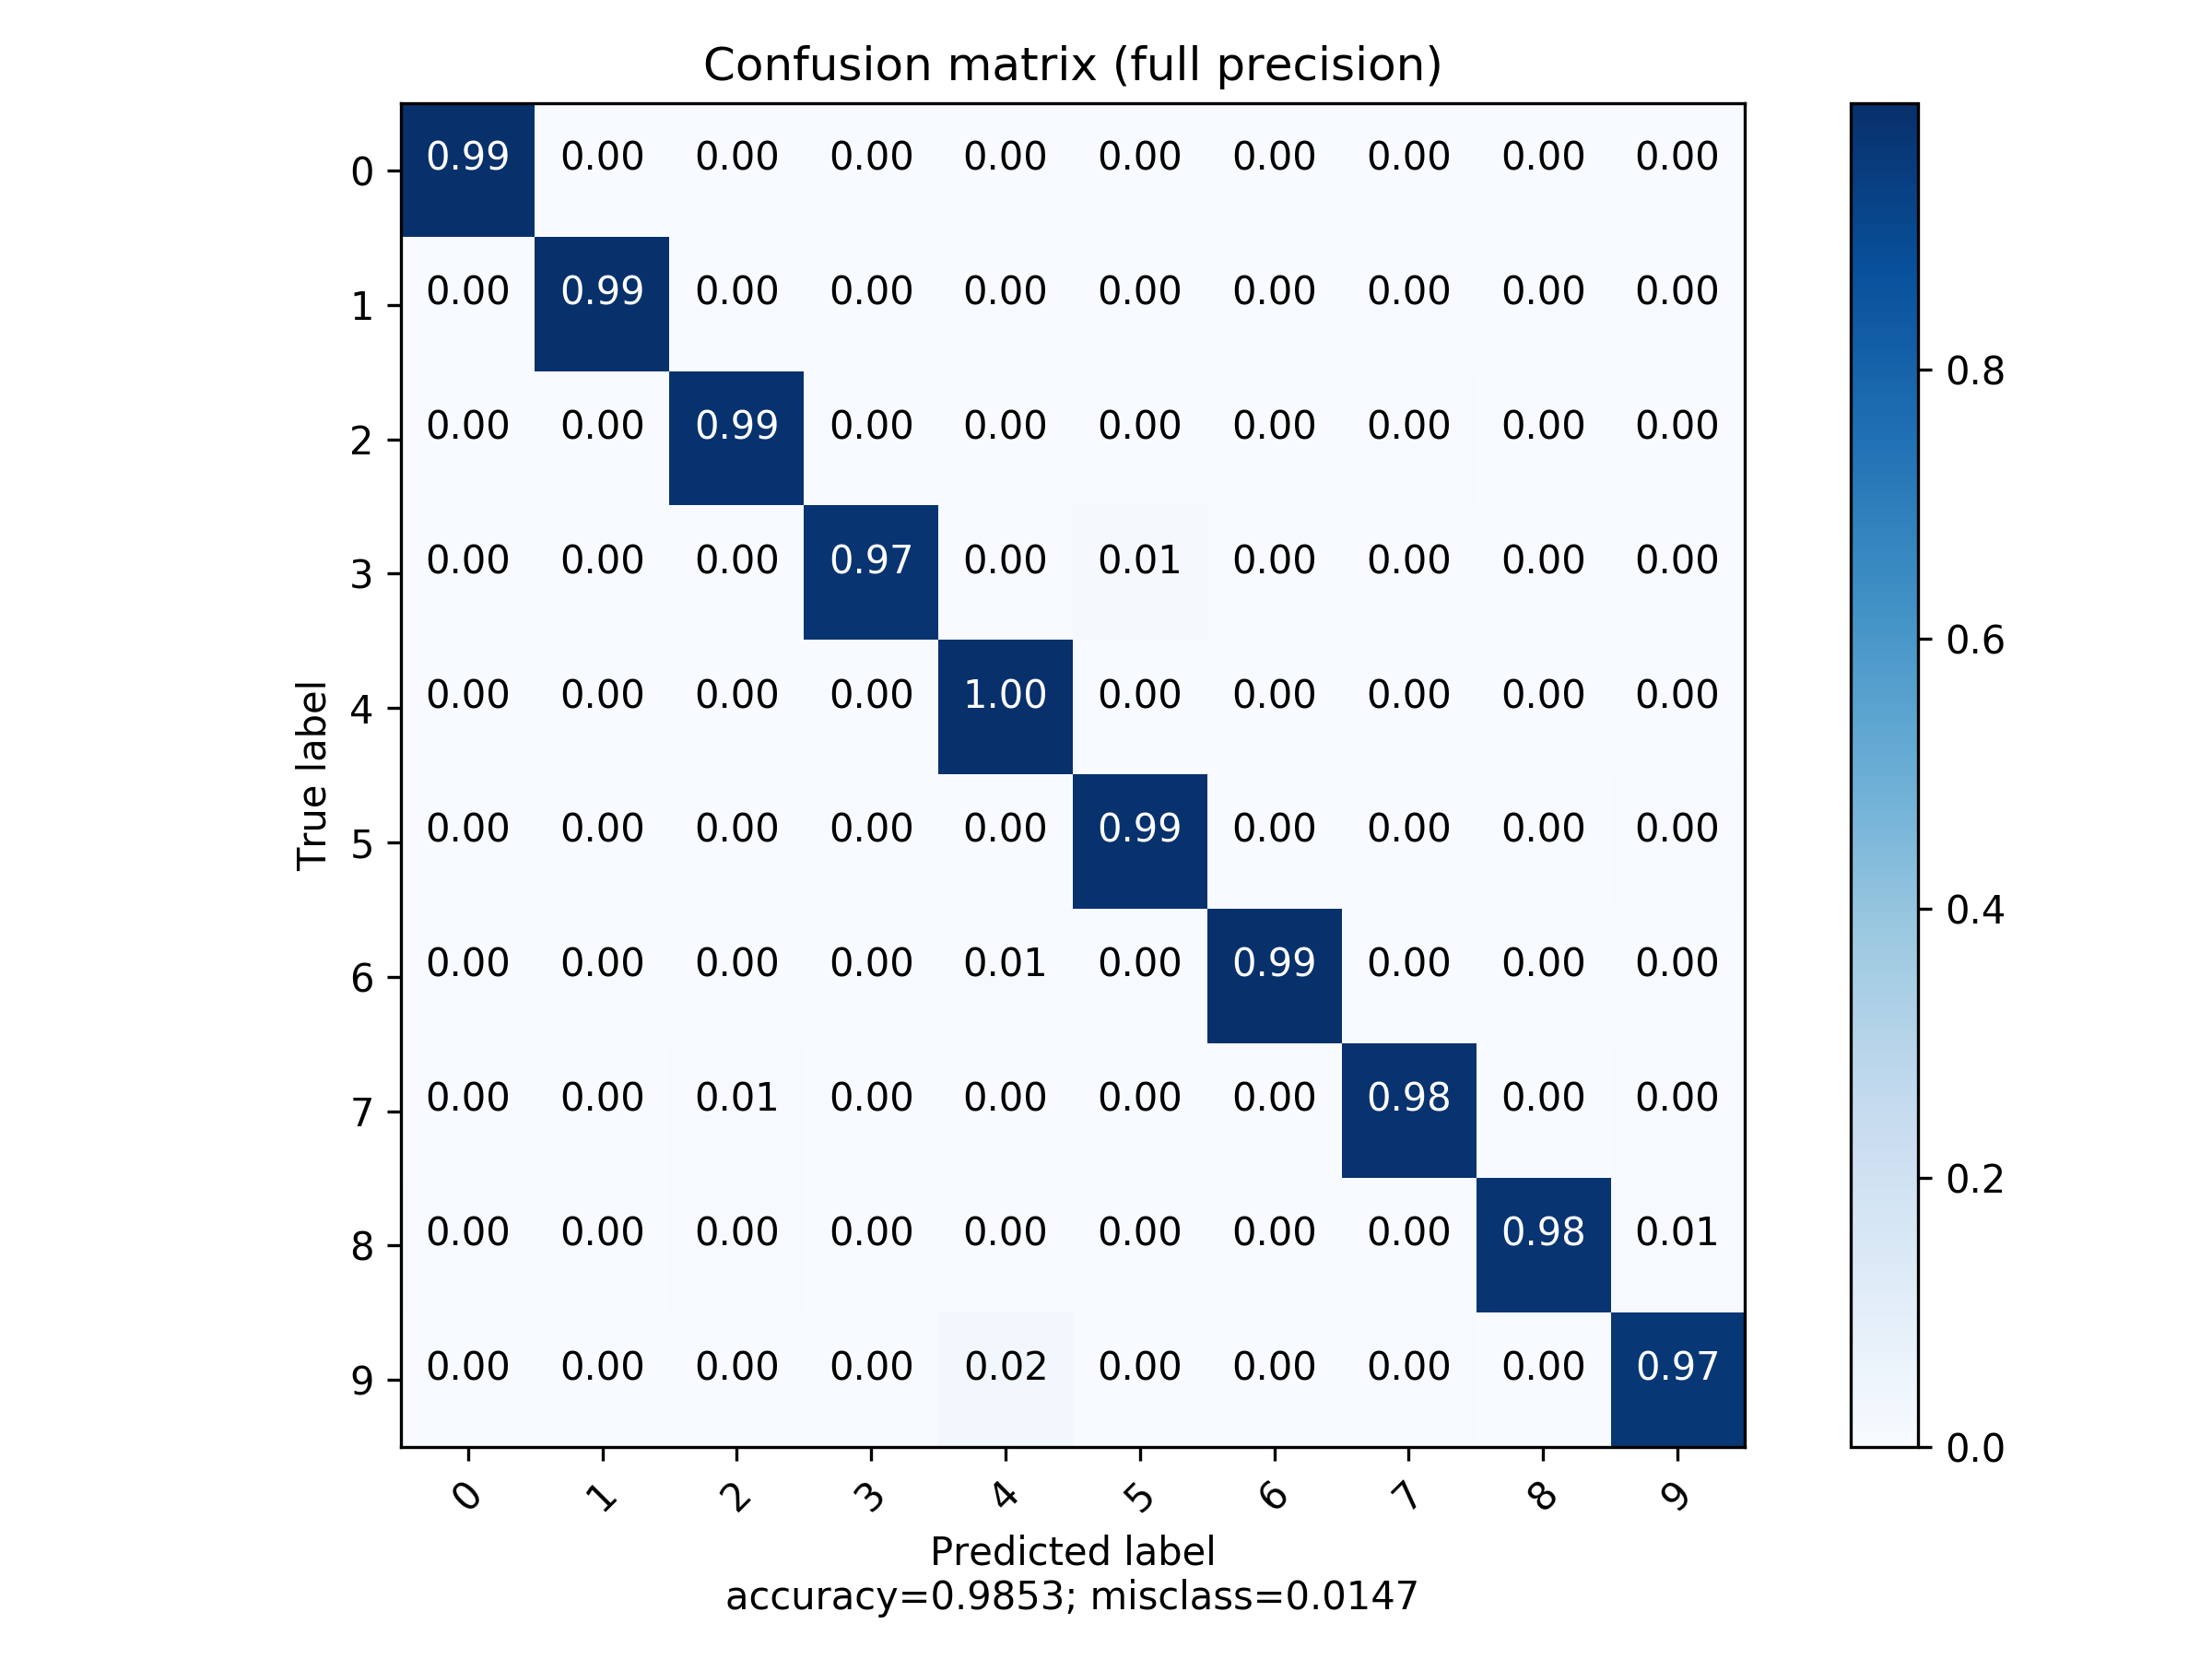 Confusion matrix (full precision)
0 0.99 0.00 0.00 0.00 0.00 0.00 0.00 0.00 0.00 0.00
1 0.00 0.99 0.00 0.00 0.00 0.00 0.00 0.00 0.00 0.00
2 0.00 0.00 0.99 0.00 0.00 0.00 0.00 0.00 0.00 0.00
3 0.00 0.00 0.00 0.97 0.00 0.01 0.00 0.00 0.00 0.00
4 0.00 0.00 0.00 0.00 1.00 0.00 0.00 0.00 0.00 0.00
5 0.00 0.00 0.00 0.00 0.00 0.99 0.00 0.00 0.00 0.00
6 0.00 0.00 0.00 0.00 0.01 0.00 0.99 0.00 0.00 0.00
7 0.00 0.00 0.01 0.00 0.00 0.00 0.00 0.98 0.00 0.00
8 0.00 0.00 0.00 0.00 0.00 0.00 0.00 0.00 0.98 0.01
9 0.00 0.00 0.00 0.00 0.02 0.00 0.00 0.00 0.00 0.97
True label
0 1 2 3 4 5 6 7 8 9
Predicted label
accuracy=0.9853; misclass=0.0147
0.8
0.6
0.4
0.2
0.0